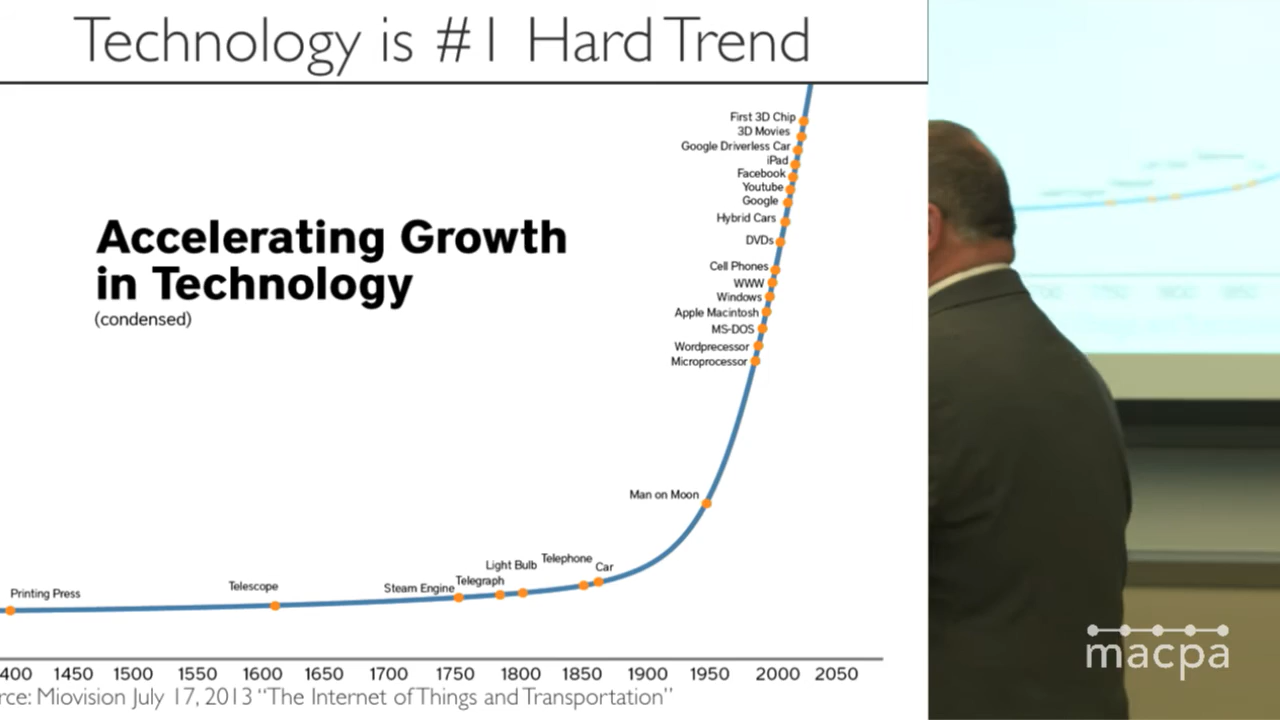 Technology is #1 Hard Trend
First 3D Chip
3D Movies
Google Driverless Car
iPad
Facebook
Youtube
Google
Hybrid Cars
DVDs
Cell Phones
WWW
Windows
Apple Macintosh
MS-DOS
Wordprecessor
Microprocessor
Accelerating Growth
in Technology
(condensed)
Man on Moon
Light Bulb
Telephone
Car
Printing Press
Telescope
Steam Engine
Telegraph
400 1450 1500 1550 1600 1650 1700 1750 1800 1850 1900 1950 2000 2050
rce: Miovision July 17, 2013 “The Internet of Things and Transportation”
macpa